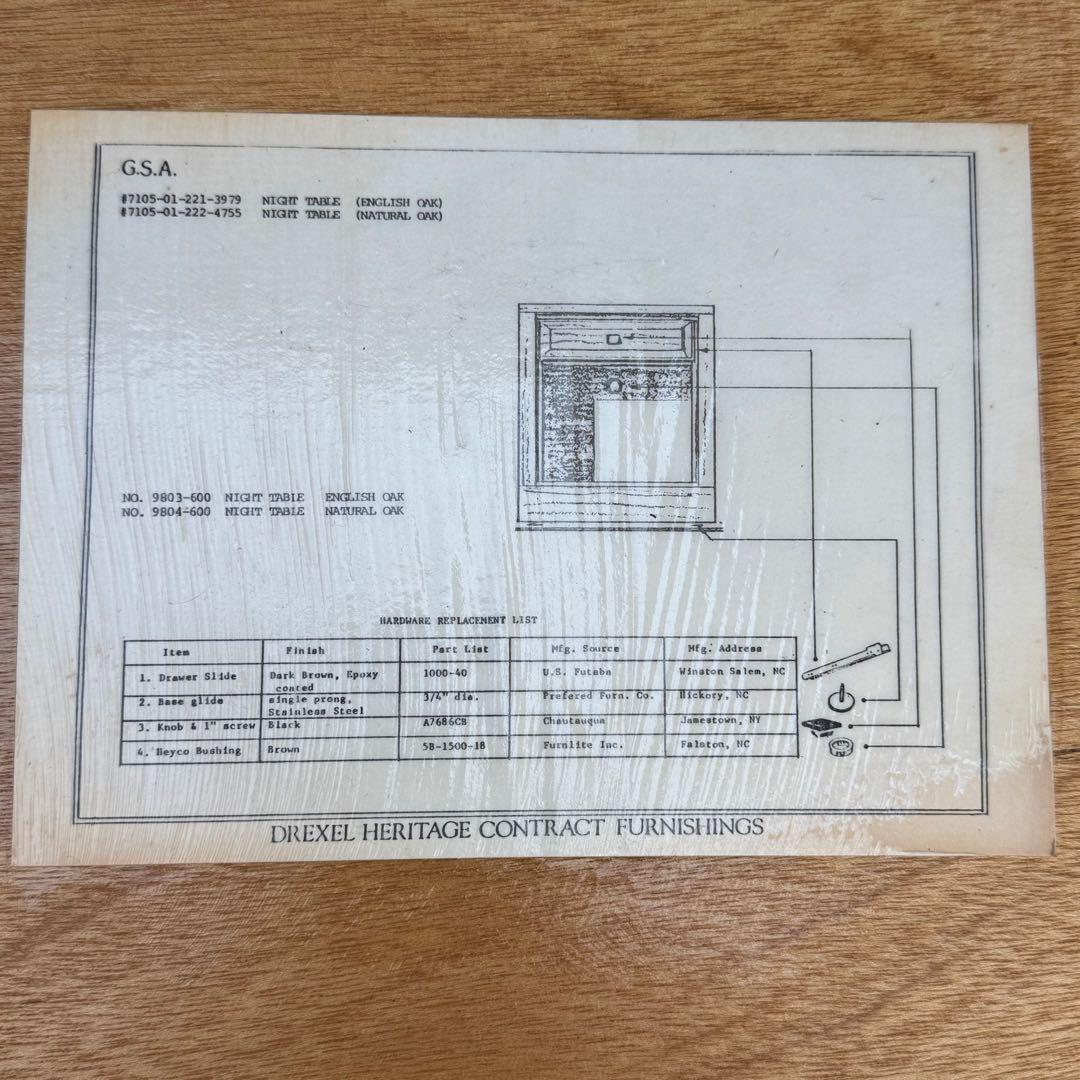 G.S.A.
#7105-01-221-3979 NIGHT TABLE (ENGLISH OAK)
#7105-01-222-4755 NIGHT TABLE (NATURAL OAK)
NO. 9803-600 NIGHT TABLE ENGLISH OAK
NO. 9804-600 NIGHT TABLE NATURAL OAK
HARDWARE REPLACEMENT LIST
Item Finish Part List Mfg. Source Mfg. Address
1. Drawer Slide Dark Brown, Epoxy coated 1000-40 U.S. Futaba Winston Salem, NC
2. Base glide single prong, Stainless Steel 3/4" dia. Prefered Furn. Co. Hickory, NC
3. Knob & 1" screw Black A7686CB Chautauqua Jamestown, NY
4. Heyco Bushing Brown 5B-1500-18 Furnlite Inc. Falston, NC
DREXEL HERITAGE CONTRACT FURNISHINGS